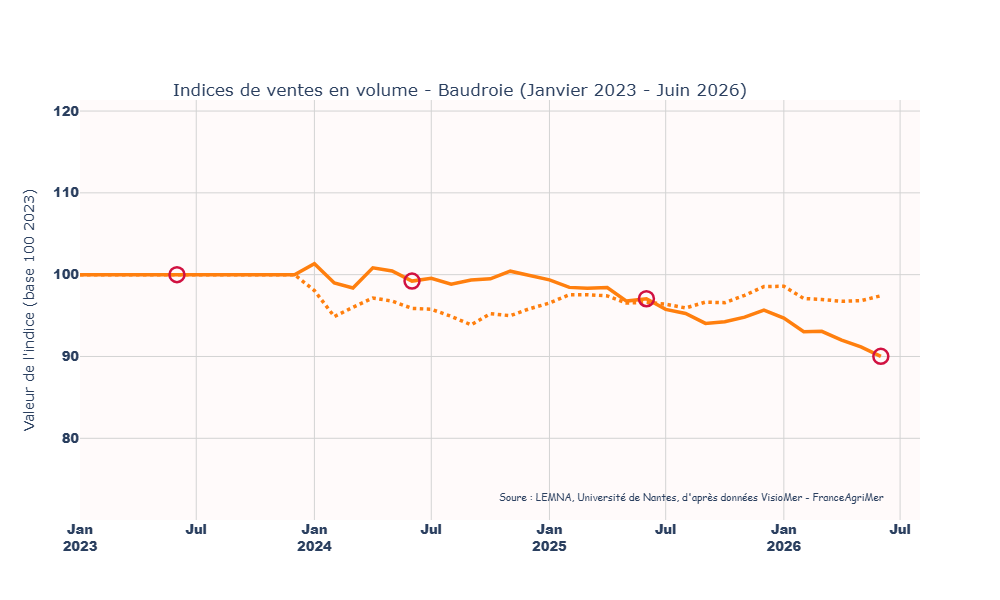 Indices de ventes en volume - Baudroie (Janvier 2023 - Juin 2026)
Valeur de l'indice (base 100 2023)
120
110
100
90
80
Soure : LEMNA, Université de Nantes, d'après données VisioMer - FranceAgriMer
Jan Jul Jan Jul Jan Jul Jan Jul
2023 2024 2025 2026